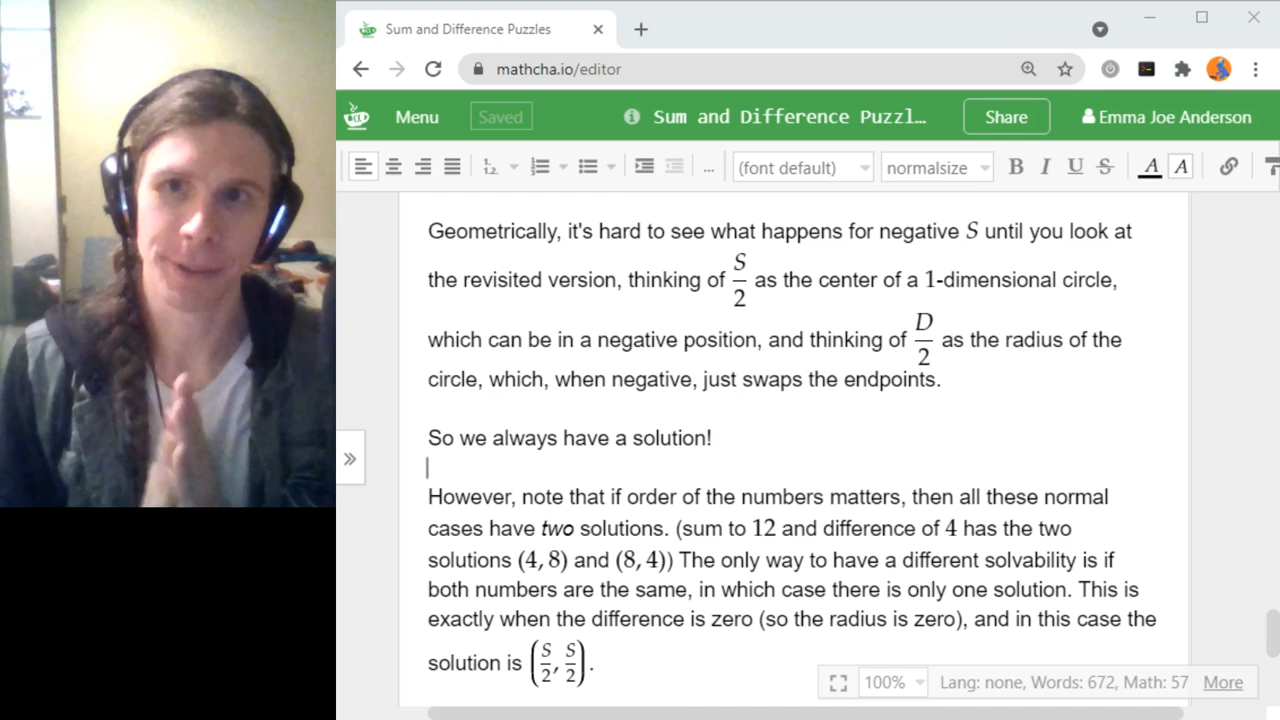 Sum and Difference Puzzles
mathcha.io/editor
Menu
Saved
Sum and Difference Puzzl...
Share
Emma Joe Anderson
1.2.
...
(font default)
normalsize
B I U S A A
Geometrically, it's hard to see what happens for negative S until you look at
the revisited version, thinking of S/2 as the center of a 1-dimensional circle,
which can be in a negative position, and thinking of D/2 as the radius of the
circle, which, when negative, just swaps the endpoints.
So we always have a solution!
However, note that if order of the numbers matters, then all these normal
cases have two solutions. (sum to 12 and difference of 4 has the two
solutions (4, 8) and (8, 4)) The only way to have a different solvability is if
both numbers are the same, in which case there is only one solution. This is
exactly when the difference is zero (so the radius is zero), and in this case the
solution is (S/2, S/2).
100%
Lang: none, Words: 672, Math: 57
More